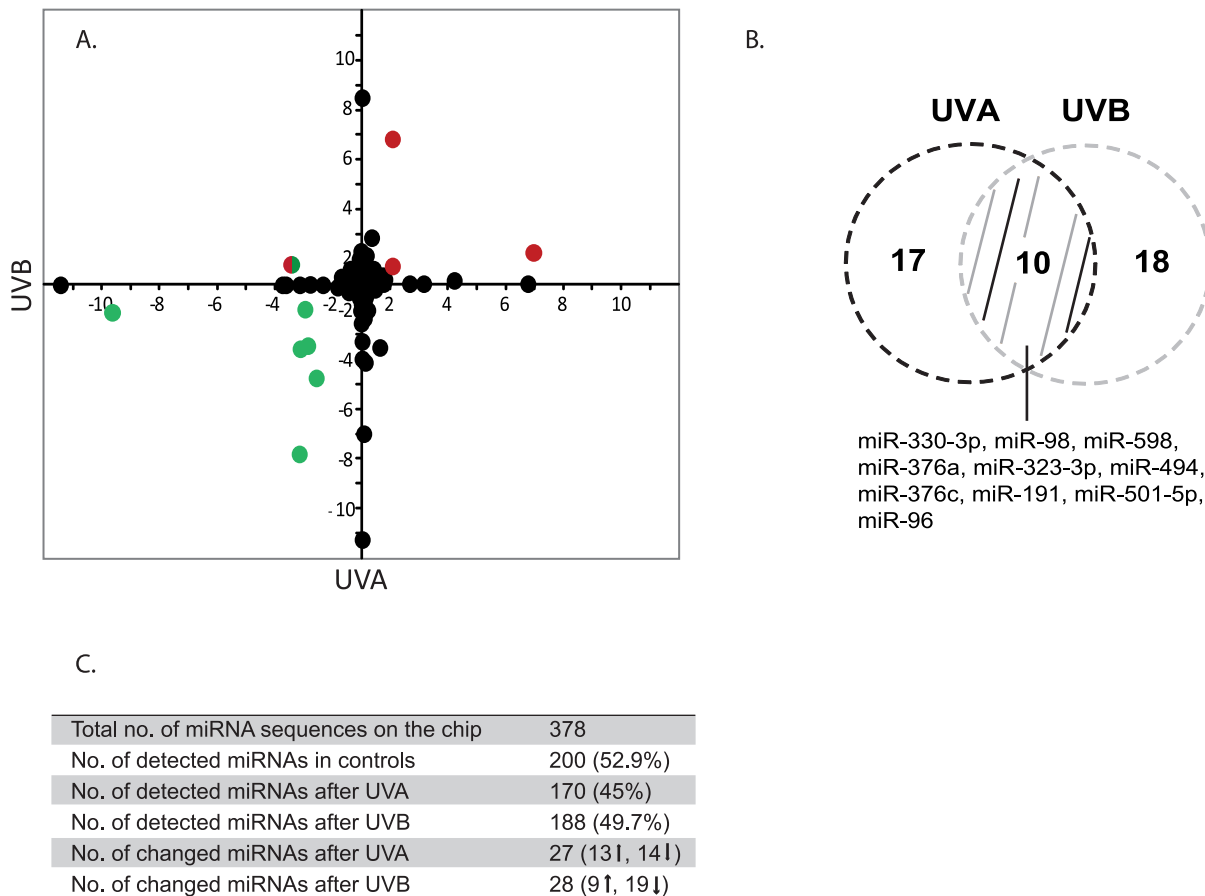 A.
10
8
6
4
2
-10 -8 -6 -4 -2 2 4 6 8 10
-2
-4
-6
-8
- 10
UVB
UVA
B.
UVA UVB
17 10 18
miR-330-3p, miR-98, miR-598,
miR-376a, miR-323-3p, miR-494,
miR-376c, miR-191, miR-501-5p,
miR-96
C.
Total no. of miRNA sequences on the chip 378
No. of detected miRNAs in controls 200 (52.9%)
No. of detected miRNAs after UVA 170 (45%)
No. of detected miRNAs after UVB 188 (49.7%)
No. of changed miRNAs after UVA 27 (13↑, 14↓)
No. of changed miRNAs after UVB 28 (9↑, 19↓)